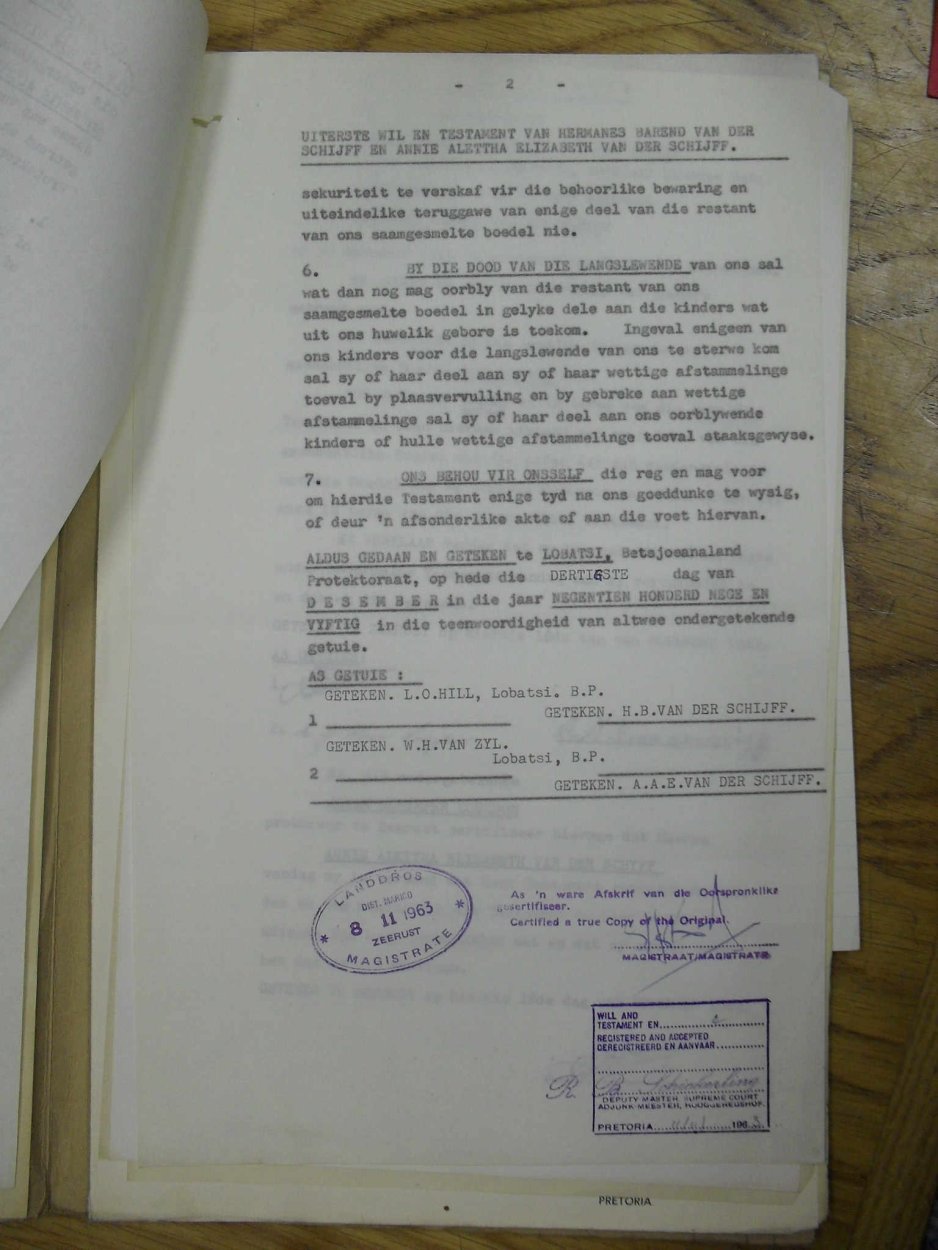 - 2 -
UITERSTE WIL EN TESTAMENT VAN HERMANES BAREND VAN DER
SCHIJFF EN ANNIE ALETTHA ELIZABETH VAN DER SCHIJFF.
sekuriteit te verskaf vir die behoorlike bewaring en
uiteindelike teruggawe van enige deel van die restant
van ons saamgesmelte boedel nie.
6. BY DIE DOOD VAN DIE LANGSLEWENDE van ons sal
wat dan nog mag oorbly van die restant van ons
saamgesmelte boedel in gelyke dele aan die kinders wat
uit ons huwelik gebore is toekom. Ingeval enigeen van
ons kinders voor die langslewende van ons te sterwe kom
sal sy of haar deel aan sy of haar wettige afstammelinge
toeval by plaasvervulling en by gebreke aan wettige
afstammelinge sal sy of haar deel aan ons oorblywende
kinders of hulle wettige afstammelinge toeval staaksgewyse.
7. ONS BEHOU VIR ONSSELF die reg en mag voor
om hierdie Testament enige tyd na ons goeddunke te wysig,
of deur 'n afsonderlike akte of aan die voet hiervan.
ALDUS GEDAAN EN GETEKEN te LOBATSI, Betsjoeanaland
Protektoraat, op hede die DERTIGSTE dag van
D E S E M B E R in die jaar NEGENTIEN HONDERD NEGE EN
VYFTIG in die teenwoordigheid van altwee ondergetekende
getuie.
AS GETUIE :
GETEKEN. L.O.HILL, Lobatsi. B.P.
1 GETEKEN. H.B.VAN DER SCHIJFF.
GETEKEN. W.H.VAN ZYL.
Lobatsi, B.P.
2
GETEKEN. A.A.E.VAN DER SCHIJFF.
ANNIE ALETTHA ELIZABETH VAN DER SCHYFF
LANDDROS
DIST. MARICO
8 11 1963
ZEERUST
MAGISTRATE
As 'n ware Afskrif van die Oorspronklike
gesertifiseer.
Certified a true Copy of the Original.
MAGISTRAAT/MAGISTRATE
WILL AND
TESTAMENT EN
REGISTERED AND ACCEPTED
GEREGISTREERD EN AANVAAR
R. B.
DEPUTY MASTER, SUPREME COURT
ADJUNK-MEESTER, HOOGGEREGSHOF.
PRETORIA 1963
PRETORIA